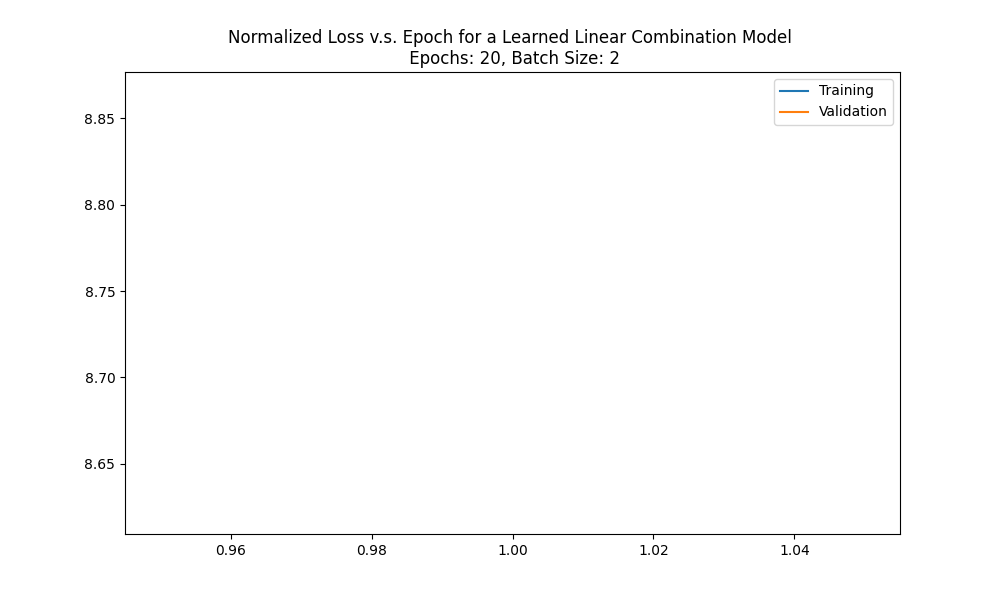 Normalized Loss v.s. Epoch for a Learned Linear Combination Model
Epochs: 20, Batch Size: 2
Training
Validation
8.85
8.80
8.75
8.70
8.65
0.96
0.98
1.00
1.02
1.04